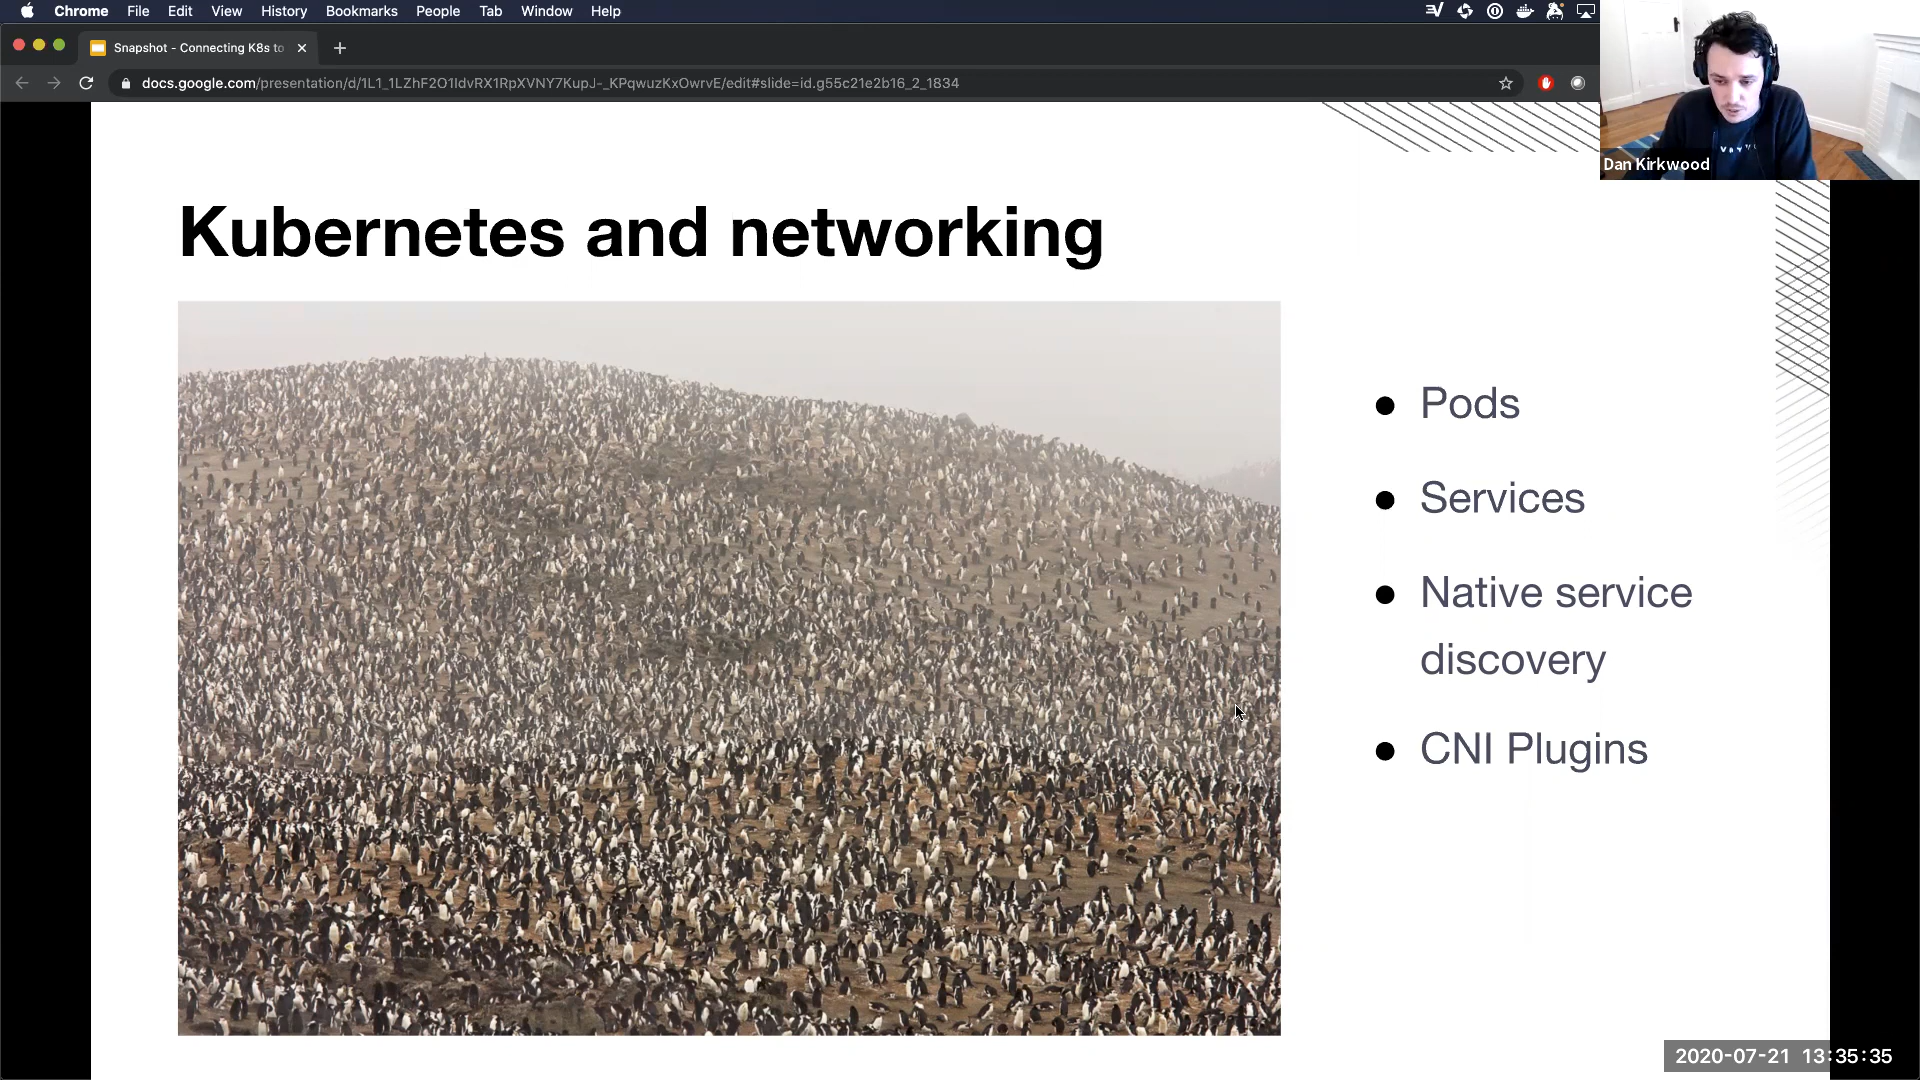 Chrome File Edit View History Bookmarks People Tab Window Help
Snapshot - Connecting K8s to
docs.google.com/presentation/d/1L1_1LZhF2O1IdvRX1RpXVNY7KupJ-_KPqwuzKxOwrvE/edit#slide=id.g55c21e2b16_2_1834
Dan Kirkwood
Kubernetes and networking
Pods
Services
Native service
discovery
CNI Plugins
2020-07-21 13:35:35